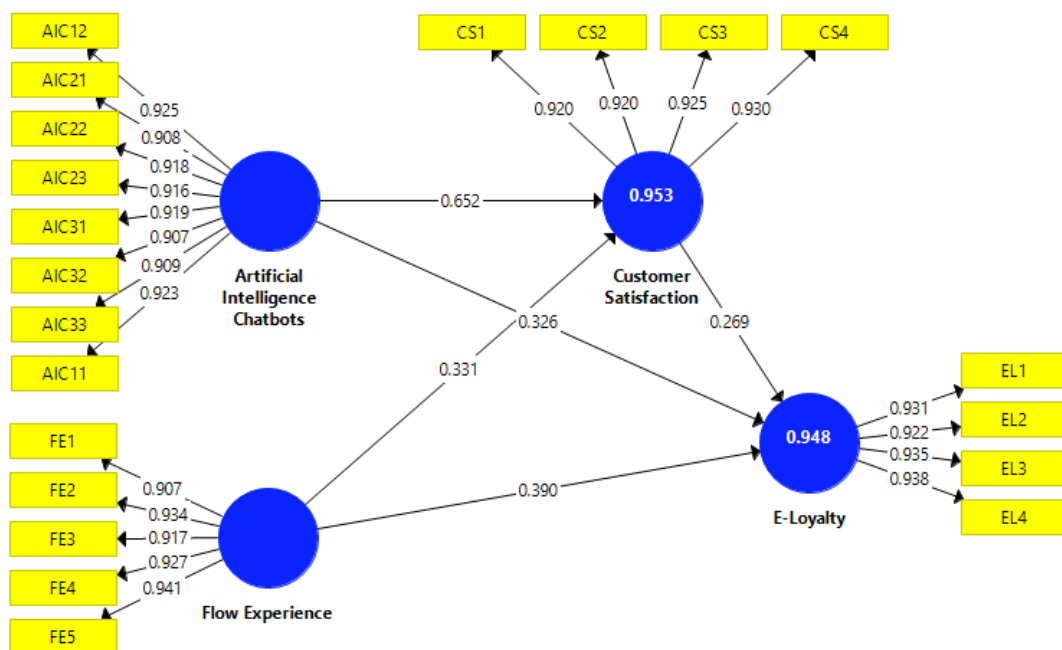 AIC12
AIC21
AIC22
AIC23
AIC31
AIC32
AIC33
AIC11
0.925
0.908
0.918
0.916
0.919
0.907
0.909
0.923
Artificial
Intelligence
Chatbots
CS1
CS2
CS3
CS4
0.920
0.920
0.925
0.930
0.953
Customer
Satisfaction
0.652
0.326
0.269
0.331
0.390
FE1
FE2
FE3
FE4
FE5
0.907
0.934
0.917
0.927
0.941
Flow Experience
0.948
E-Loyalty
0.931
0.922
0.935
0.938
EL1
EL2
EL3
EL4